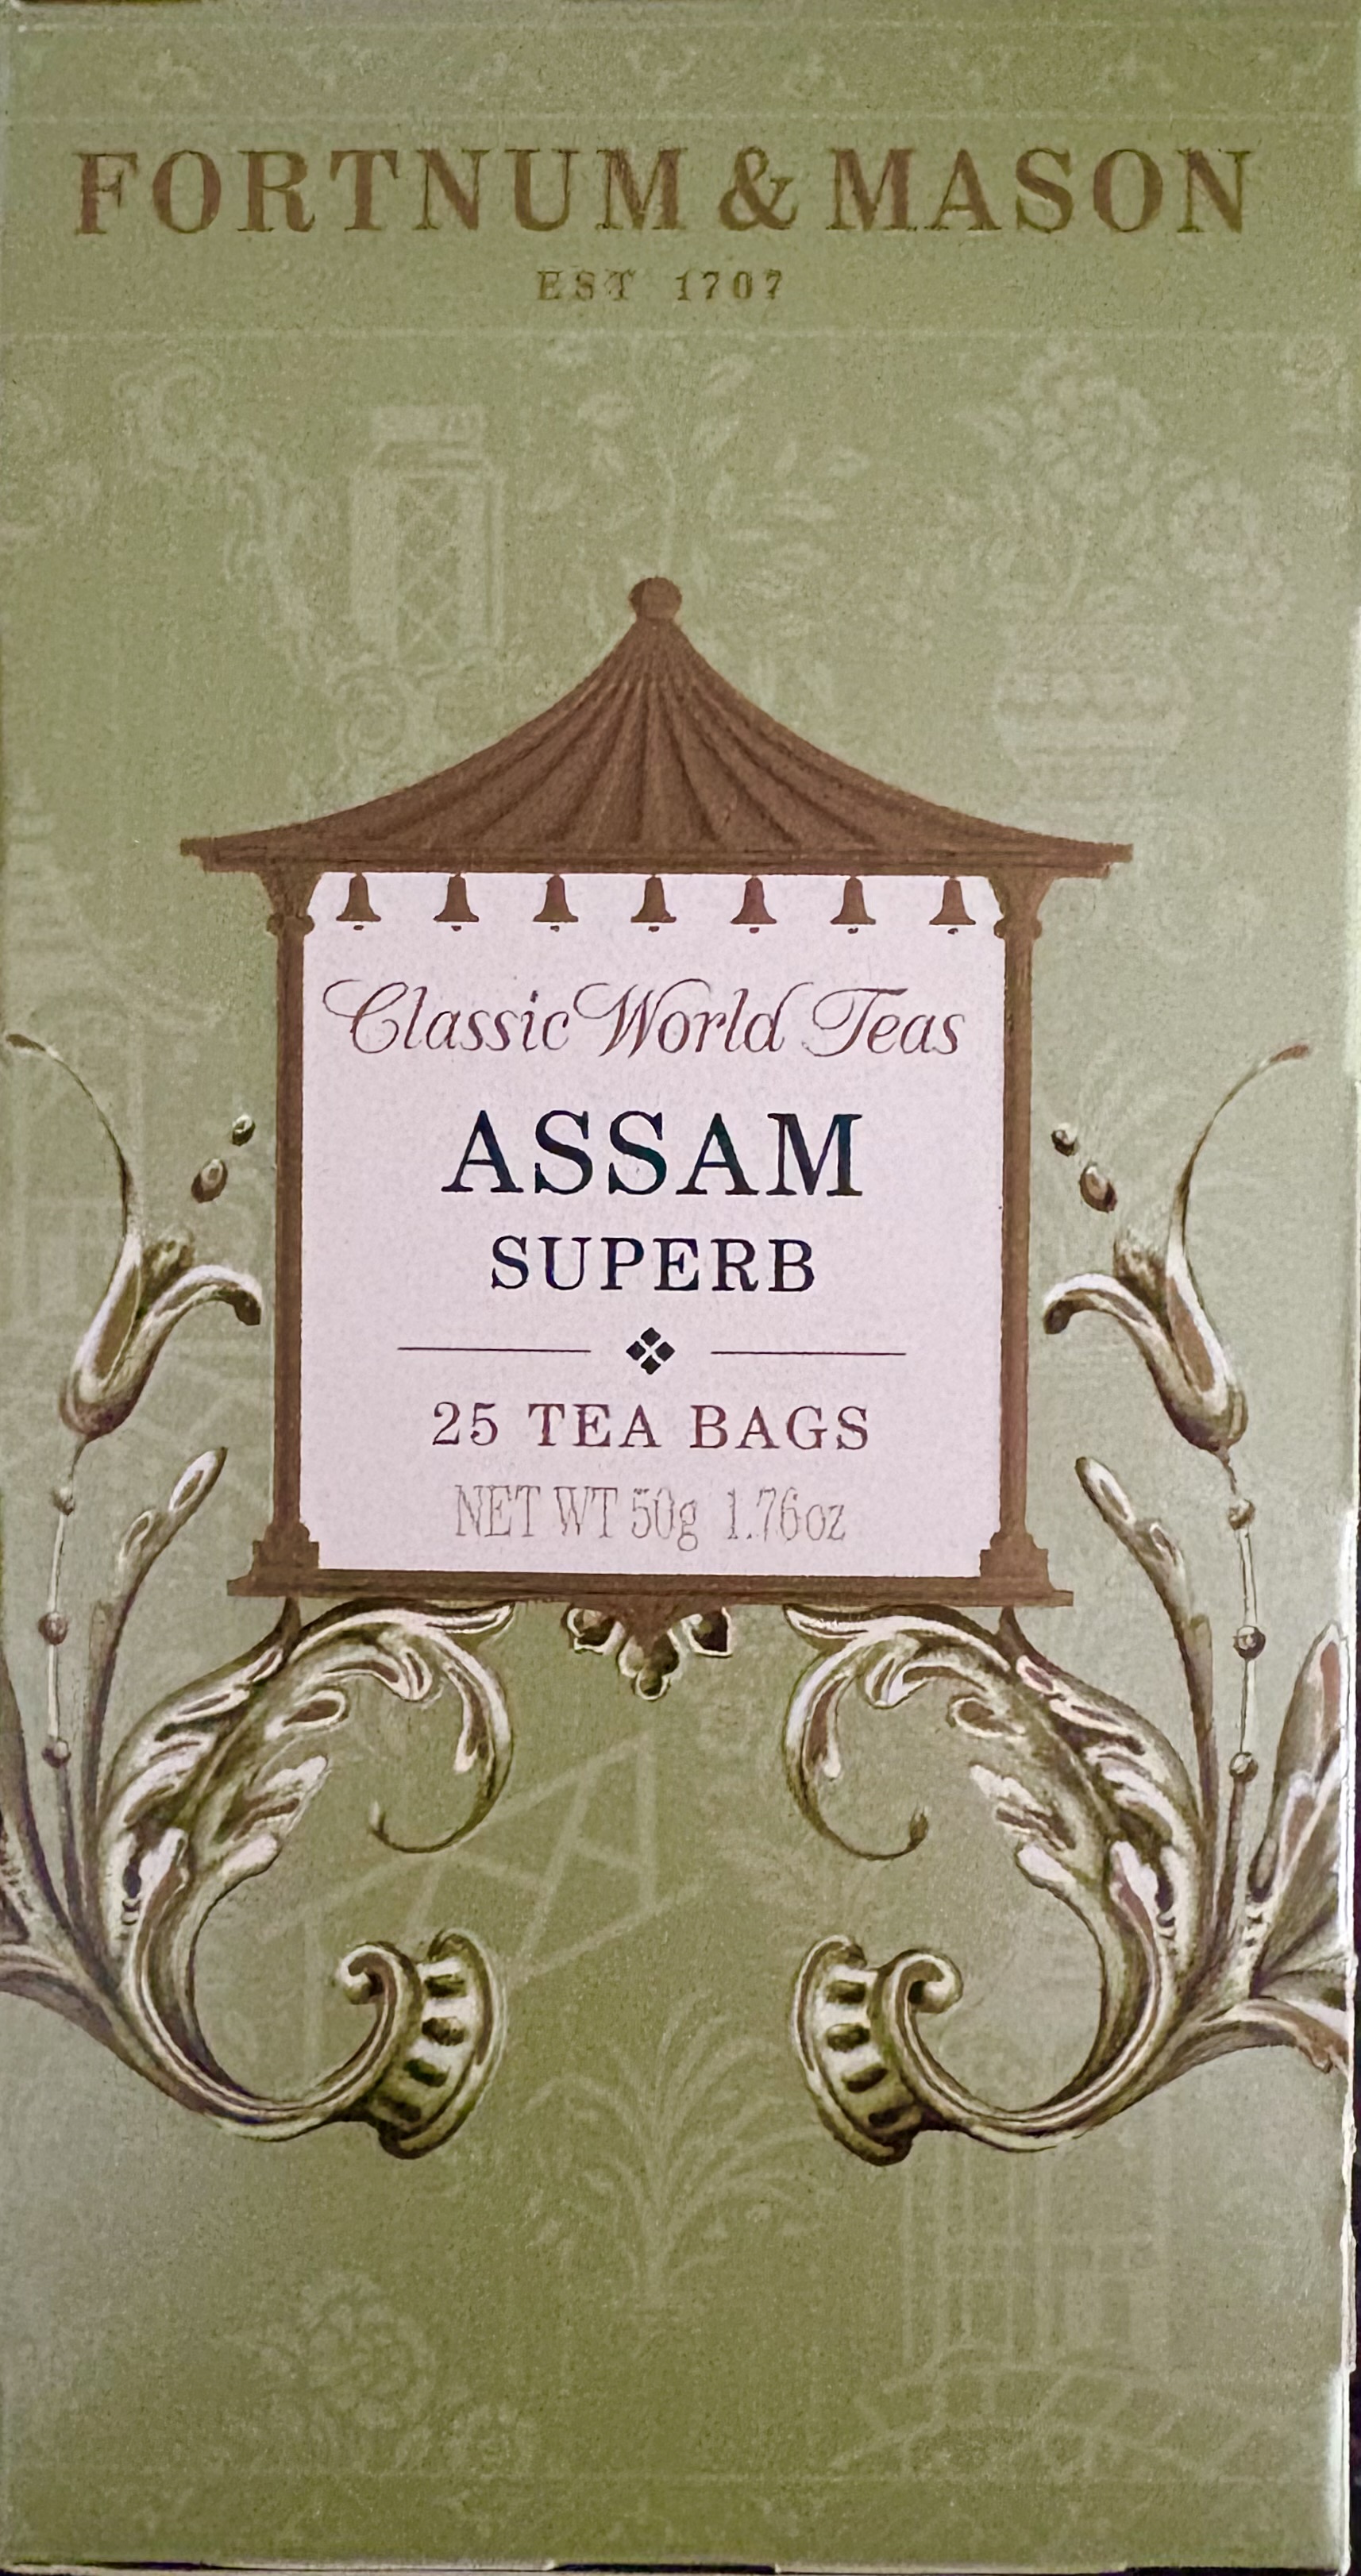 FORTNUM & MASON
EST 1707
Classic World Teas
ASSAM
SUPERB
25 TEA BAGS
NET WT 50g 1.76oz